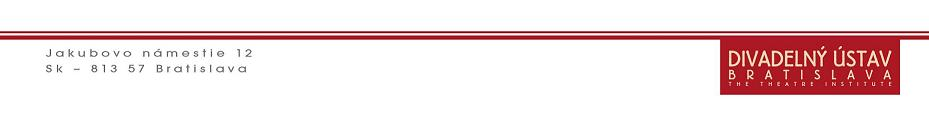 Jakubovo námestie 12
Sk – 813 57 Bratislava
DIVADELNÝ ÚSTAV
BRATISLAVA
THE THEATRE INSTITUTE